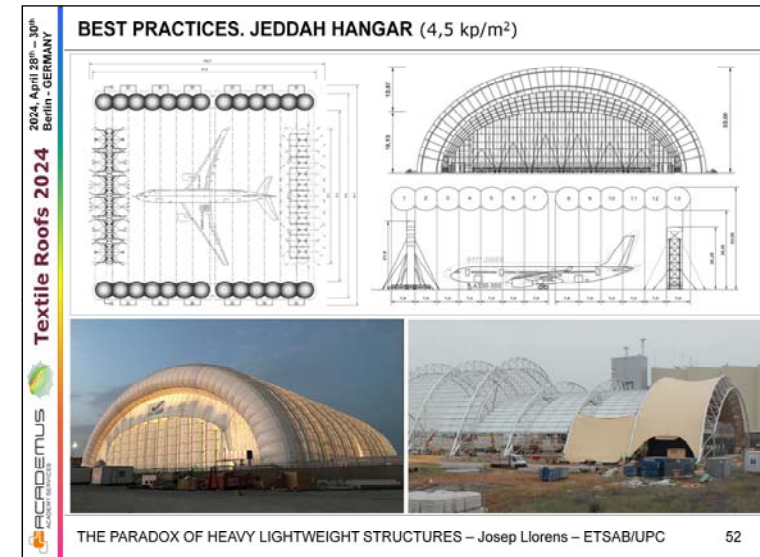 BEST PRACTICES. JEDDAH HANGAR (4,5 kp/m²)
2024, April 28th – 30th
Berlin - GERMANY
Textile Roofs 2024
ACADEMUS
ACADEMY SERVICES
1 2 3 4 5 6 7 8 9 10 11 12 13
THE PARADOX OF HEAVY LIGHTWEIGHT STRUCTURES – Josep Llorens – ETSAB/UPC 52